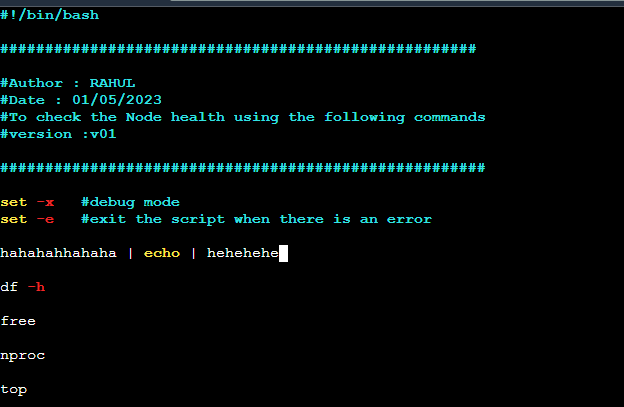 #!/bin/bash
#####################################################
#Author : RAHUL
#Date : 01/05/2023
#To check the Node health using the following commands
#version :v01
######################################################
set -x   #debug mode
set -e   #exit the script when there is an error
hahahahhahaha | echo | hehehehe
df -h
free
nproc
top